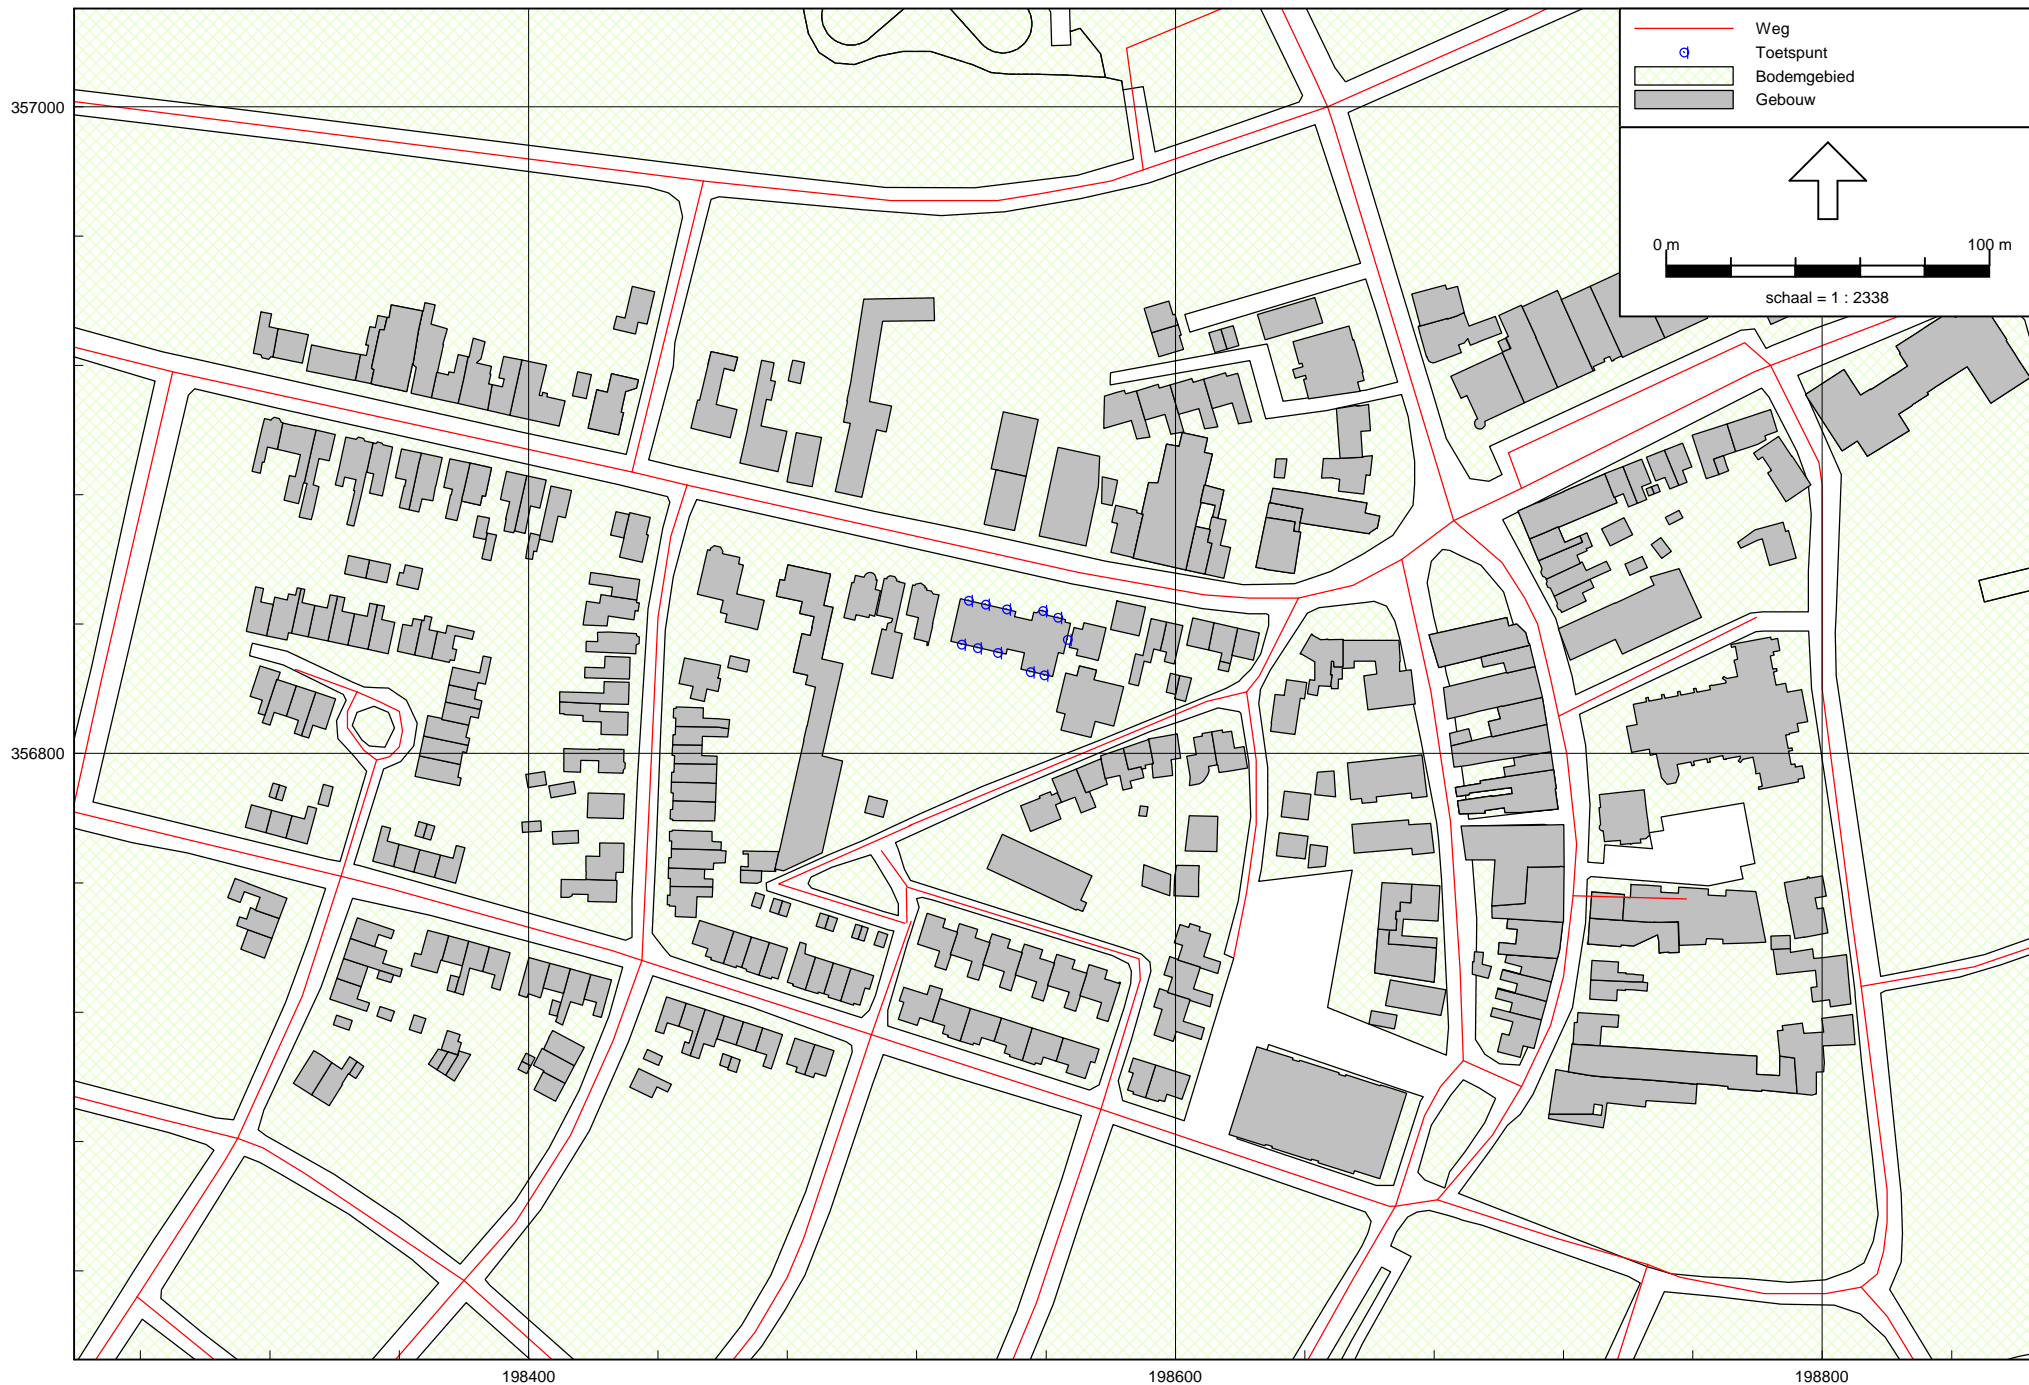 Weg
Toetspunt
Bodemgebied
Gebouw
0 m 100 m
schaal = 1 : 2338
357000
356800
198400 198600 198800